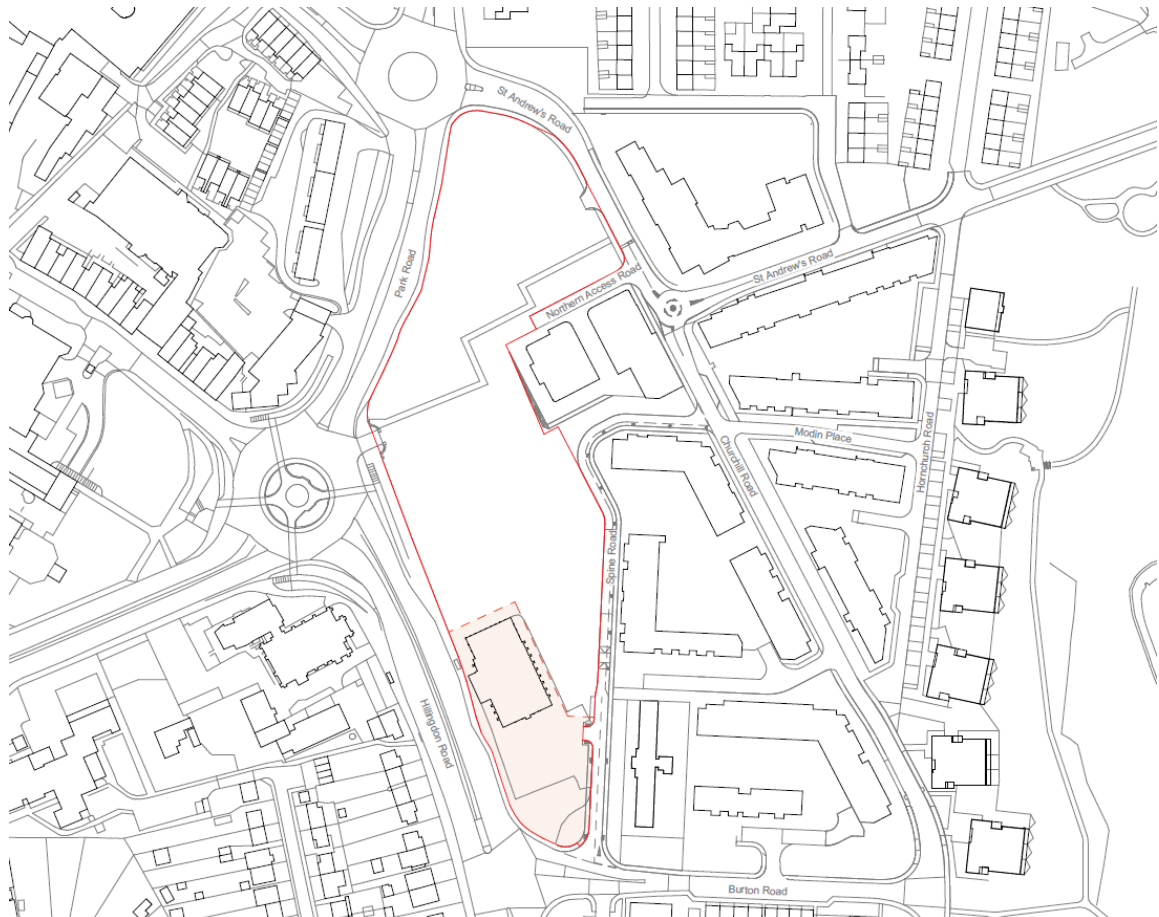 St Andrew's Road
Park Road
Northern Access Road
St Andrew's Road
Modin Place
Churchill Road
Hornchurch Road
Spine Road
Hillingdon Road
Burton Road